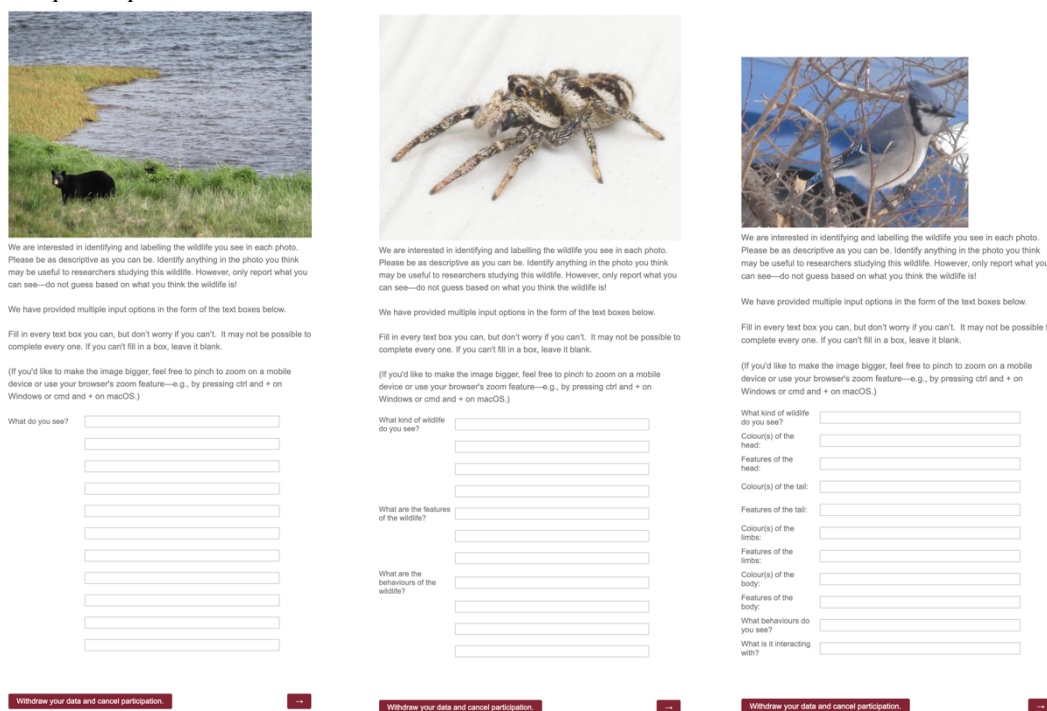 We are interested in identifying and labelling the wildlife you see in each photo.
Please be as descriptive as you can be. Identify anything in the photo you think
may be useful to researchers studying this wildlife. However, only report what you
can see—do not guess based on what you think the wildlife is!
We have provided multiple input options in the form of the text boxes below.
Fill in every text box you can, but don't worry if you can't. It may not be possible to
complete every one. If you can't fill in a box, leave it blank.
(If you'd like to make the image bigger, feel free to pinch to zoom on a mobile
device or use your browser's zoom feature—e.g., by pressing ctrl and + on
Windows or cmd and + on macOS.)
What do you see?
Withdraw your data and cancel participation.
→
We are interested in identifying and labelling the wildlife you see in each photo.
Please be as descriptive as you can be. Identify anything in the photo you think
may be useful to researchers studying this wildlife. However, only report what you
can see—do not guess based on what you think the wildlife is!
We have provided multiple input options in the form of the text boxes below.
Fill in every text box you can, but don't worry if you can't. It may not be possible to
complete every one. If you can't fill in a box, leave it blank.
(If you'd like to make the image bigger, feel free to pinch to zoom on a mobile
device or use your browser's zoom feature—e.g., by pressing ctrl and + on
Windows or cmd and + on macOS.)
What kind of wildlife
do you see?
What are the features
of the wildlife?
What are the
behaviours of the
wildlife?
Withdraw your data and cancel participation.
→
We are interested in identifying and labelling the wildlife you see in each photo.
Please be as descriptive as you can be. Identify anything in the photo you think
may be useful to researchers studying this wildlife. However, only report what you
can see—do not guess based on what you think the wildlife is!
We have provided multiple input options in the form of the text boxes below.
Fill in every text box you can, but don't worry if you can't. It may not be possible
complete every one. If you can't fill in a box, leave it blank.
(If you'd like to make the image bigger, feel free to pinch to zoom on a mobile
device or use your browser's zoom feature—e.g., by pressing ctrl and + on
Windows or cmd and + on macOS.)
What kind of wildlife
do you see?
Colour(s) of the
head:
Features of the
head:
Colour(s) of the tail:
Features of the tail:
Colour(s) of the
limbs:
Features of the
limbs:
Colour(s) of the
body:
Features of the
body:
What behaviours do
you see?
What is it interacting
with?
Withdraw your data and cancel participation.
→